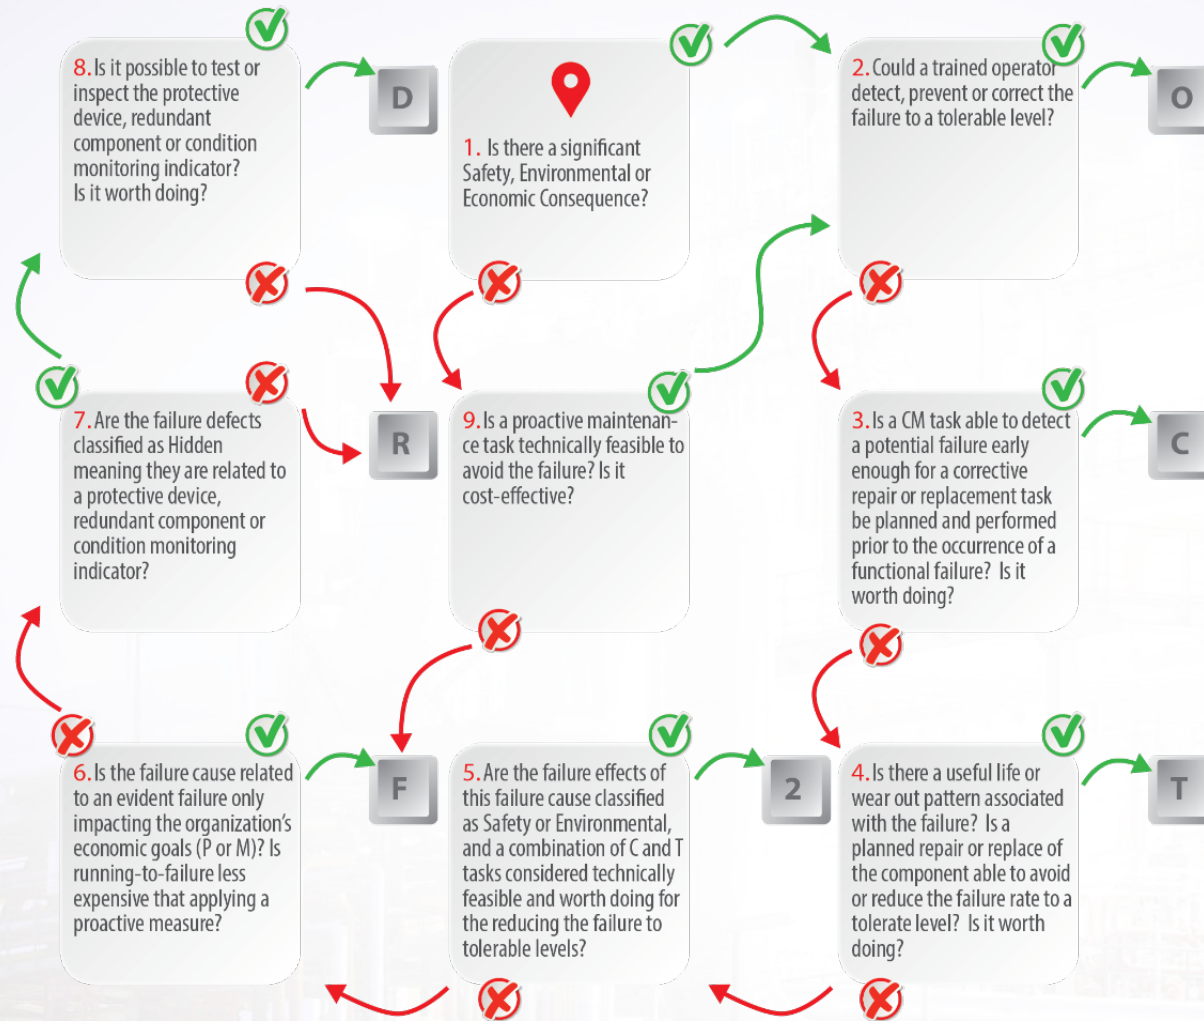 8. Is it possible to test or
inspect the protective
device, redundant
component or condition
monitoring indicator?
Is it worth doing?
D
1. Is there a significant
Safety, Environmental or
Economic Consequence?
2. Could a trained operator
detect, prevent or correct the
failure to a tolerable level?
O
7. Are the failure defects
classified as Hidden
meaning they are related to
a protective device,
redundant component or
condition monitoring
indicator?
R
9. Is a proactive maintenan-
ce task technically feasible to
avoid the failure? Is it
cost-effective?
3. Is a CM task able to detect
a potential failure early
enough for a corrective
repair or replacement task
be planned and performed
prior to the occurrence of a
functional failure? Is it
worth doing?
C
6. Is the failure cause related
to an evident failure only
impacting the organization's
economic goals (P or M)? Is
running-to-failure less
expensive that applying a
proactive measure?
F
5. Are the failure effects of
this failure cause classified
as Safety or Environmental,
and a combination of C and T
tasks considered technically
feasible and worth doing for
the reducing the failure to
tolerable levels?
2
4. Is there a useful life or
wear out pattern associated
with the failure? Is a
planned repair or replace of
the component able to avoid
or reduce the failure rate to a
tolerate level? Is it worth
doing?
T